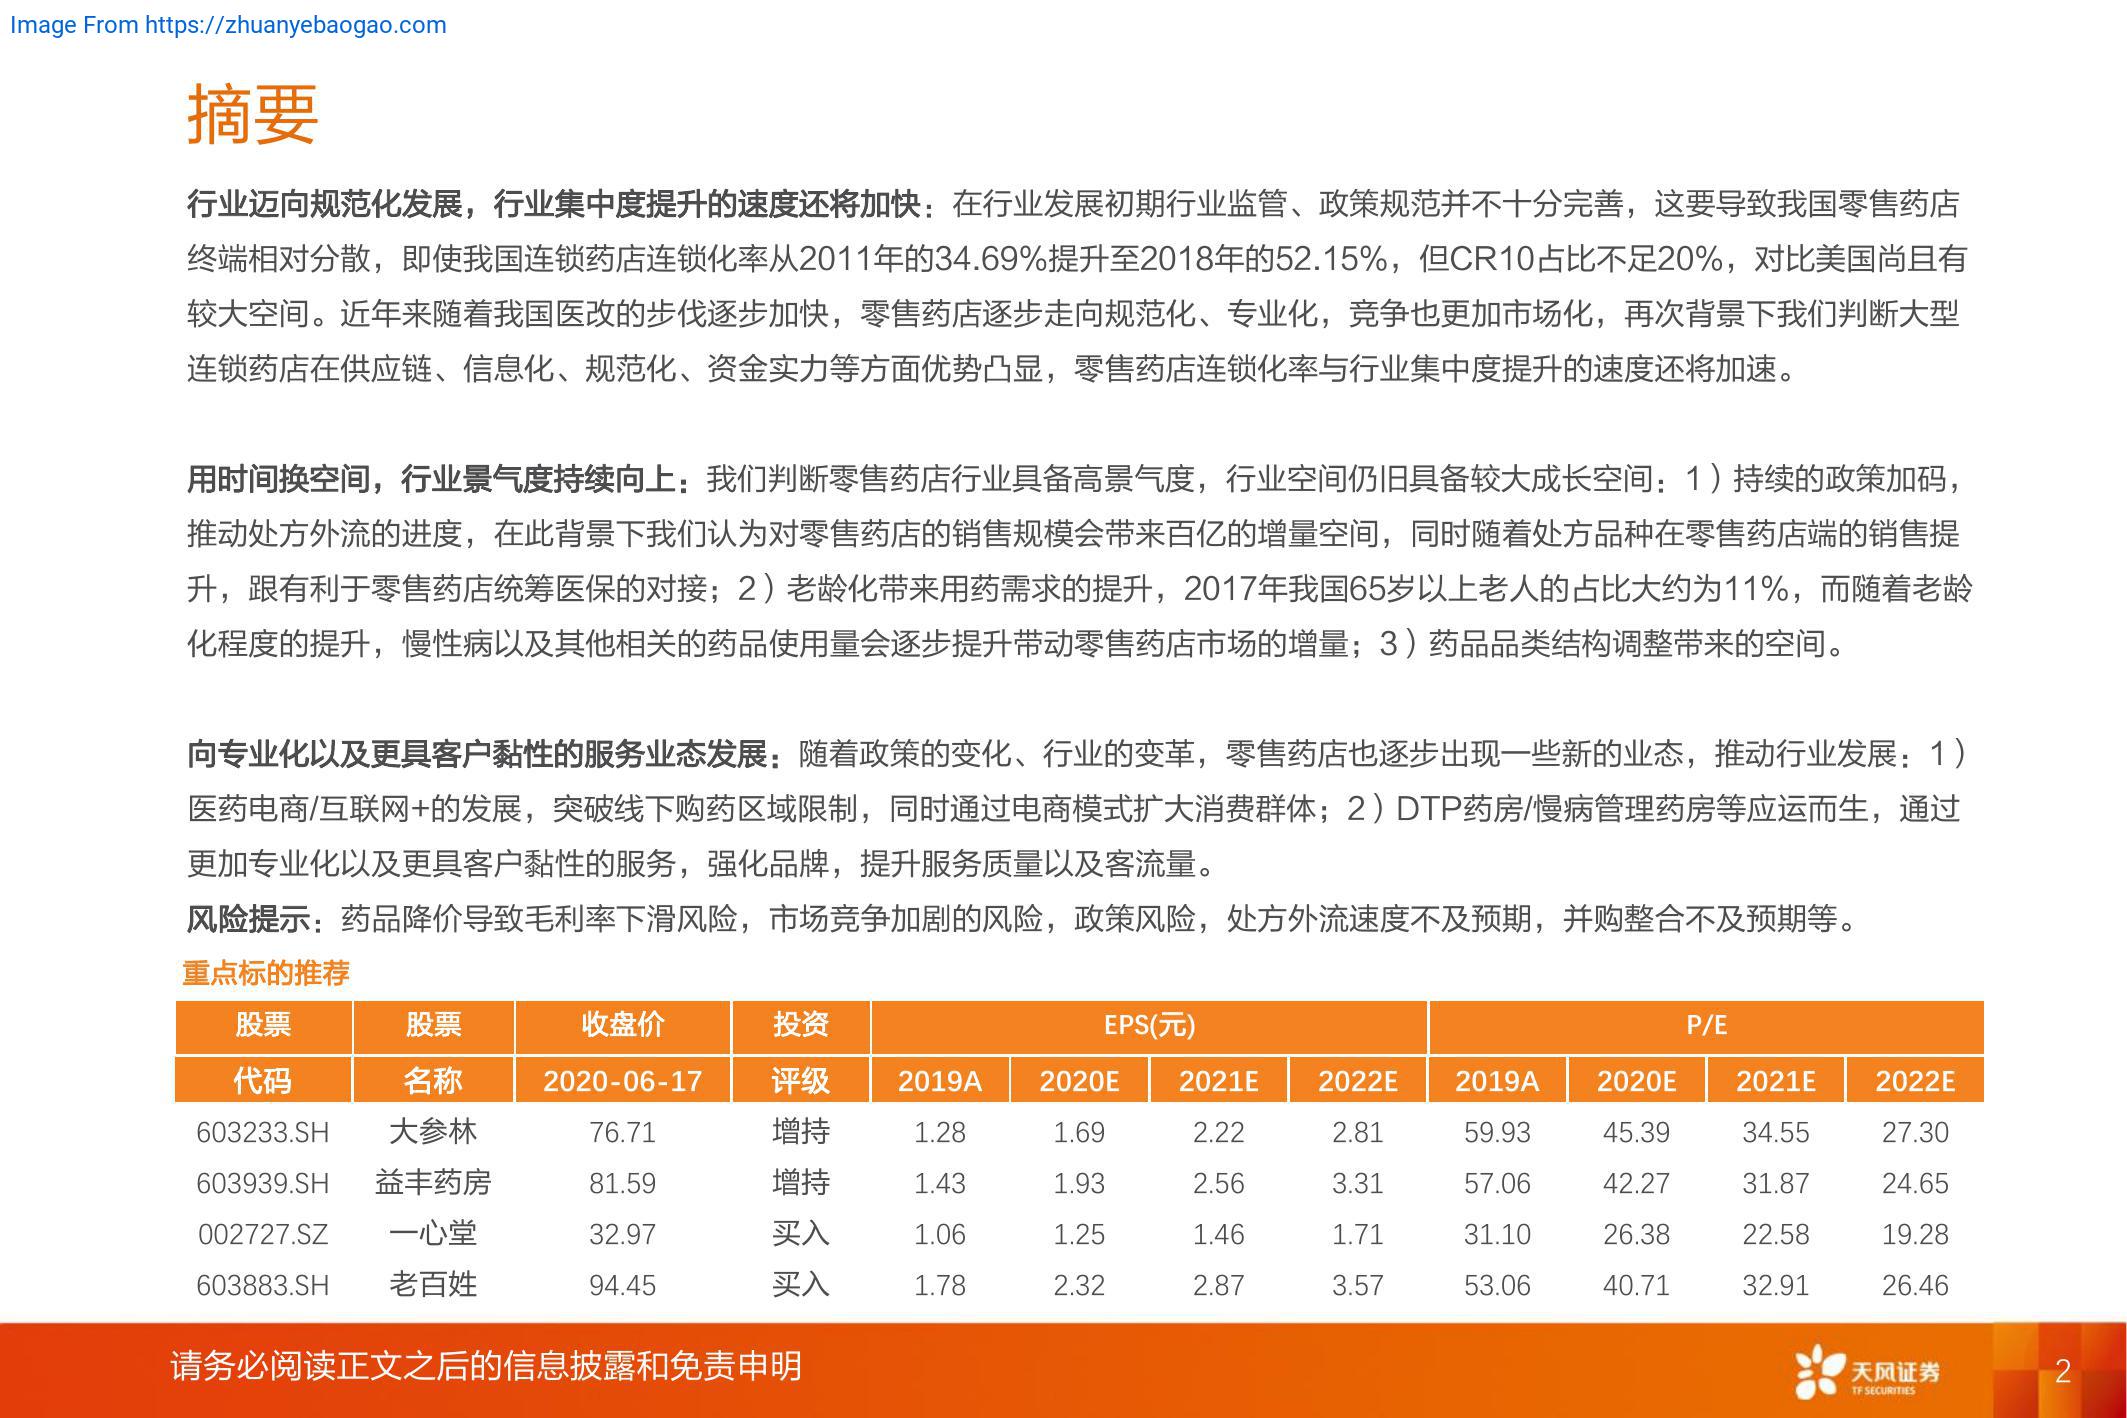 Image From https://zhuanyebaogao.com
摘要
行业迈向规范化发展，行业集中度提升的速度还将加快：在行业发展初期行业监管、政策规范并不十分完善，这要导致我国零售药店
终端相对分散，即使我国连锁药店连锁化率从2011年的34.69%提升至2018年的52.15%，但CR10占比不足20%，对比美国尚且有
较大空间。近年来随着我国医改的步伐逐步加快，零售药店逐步走向规范化、专业化，竞争也更加市场化，再次背景下我们判断大型
连锁药店在供应链、信息化、规范化、资金实力等方面优势凸显，零售药店连锁化率与行业集中度提升的速度还将加速。
用时间换空间，行业景气度持续向上：我们判断零售药店行业具备高景气度，行业空间仍旧具备较大成长空间：1）持续的政策加码，
推动处方外流的进度，在此背景下我们认为对零售药店的销售规模会带来百亿的增量空间，同时随着处方品种在零售药店端的销售提
升，跟有利于零售药店统筹医保的对接；2）老龄化带来用药需求的提升，2017年我国65岁以上老人的占比大约为11%，而随着老龄
化程度的提升，慢性病以及其他相关的药品使用量会逐步提升带动零售药店市场的增量；3）药品品类结构调整带来的空间。
向专业化以及更具客户黏性的服务业态发展：随着政策的变化、行业的变革，零售药店也逐步出现一些新的业态，推动行业发展：1）
医药电商/互联网+的发展，突破线下购药区域限制，同时通过电商模式扩大消费群体；2）DTP药房/慢病管理药房等应运而生，通过
更加专业化以及更具客户黏性的服务，强化品牌，提升服务质量以及客流量。
风险提示：药品降价导致毛利率下滑风险，市场竞争加剧的风险，政策风险，处方外流速度不及预期，并购整合不及预期等。
重点标的推荐
股票 股票 收盘价 投资 EPS(元) P/E
代码 名称 2020-06-17 评级 2019A 2020E 2021E 2022E 2019A 2020E 2021E 2022E
603233.SH 大参林 76.71 增持 1.28 1.69 2.22 2.81 59.93 45.39 34.55 27.30
603939.SH 益丰药房 81.59 增持 1.43 1.93 2.56 3.31 57.06 42.27 31.87 24.65
002727.SZ 一心堂 32.97 买入 1.06 1.25 1.46 1.71 31.10 26.38 22.58 19.28
603883.SH 老百姓 94.45 买入 1.78 2.32 2.87 3.57 53.06 40.71 32.91 26.46
请务必阅读正文之后的信息披露和免责申明
天风证券
TF SECURITIES
2